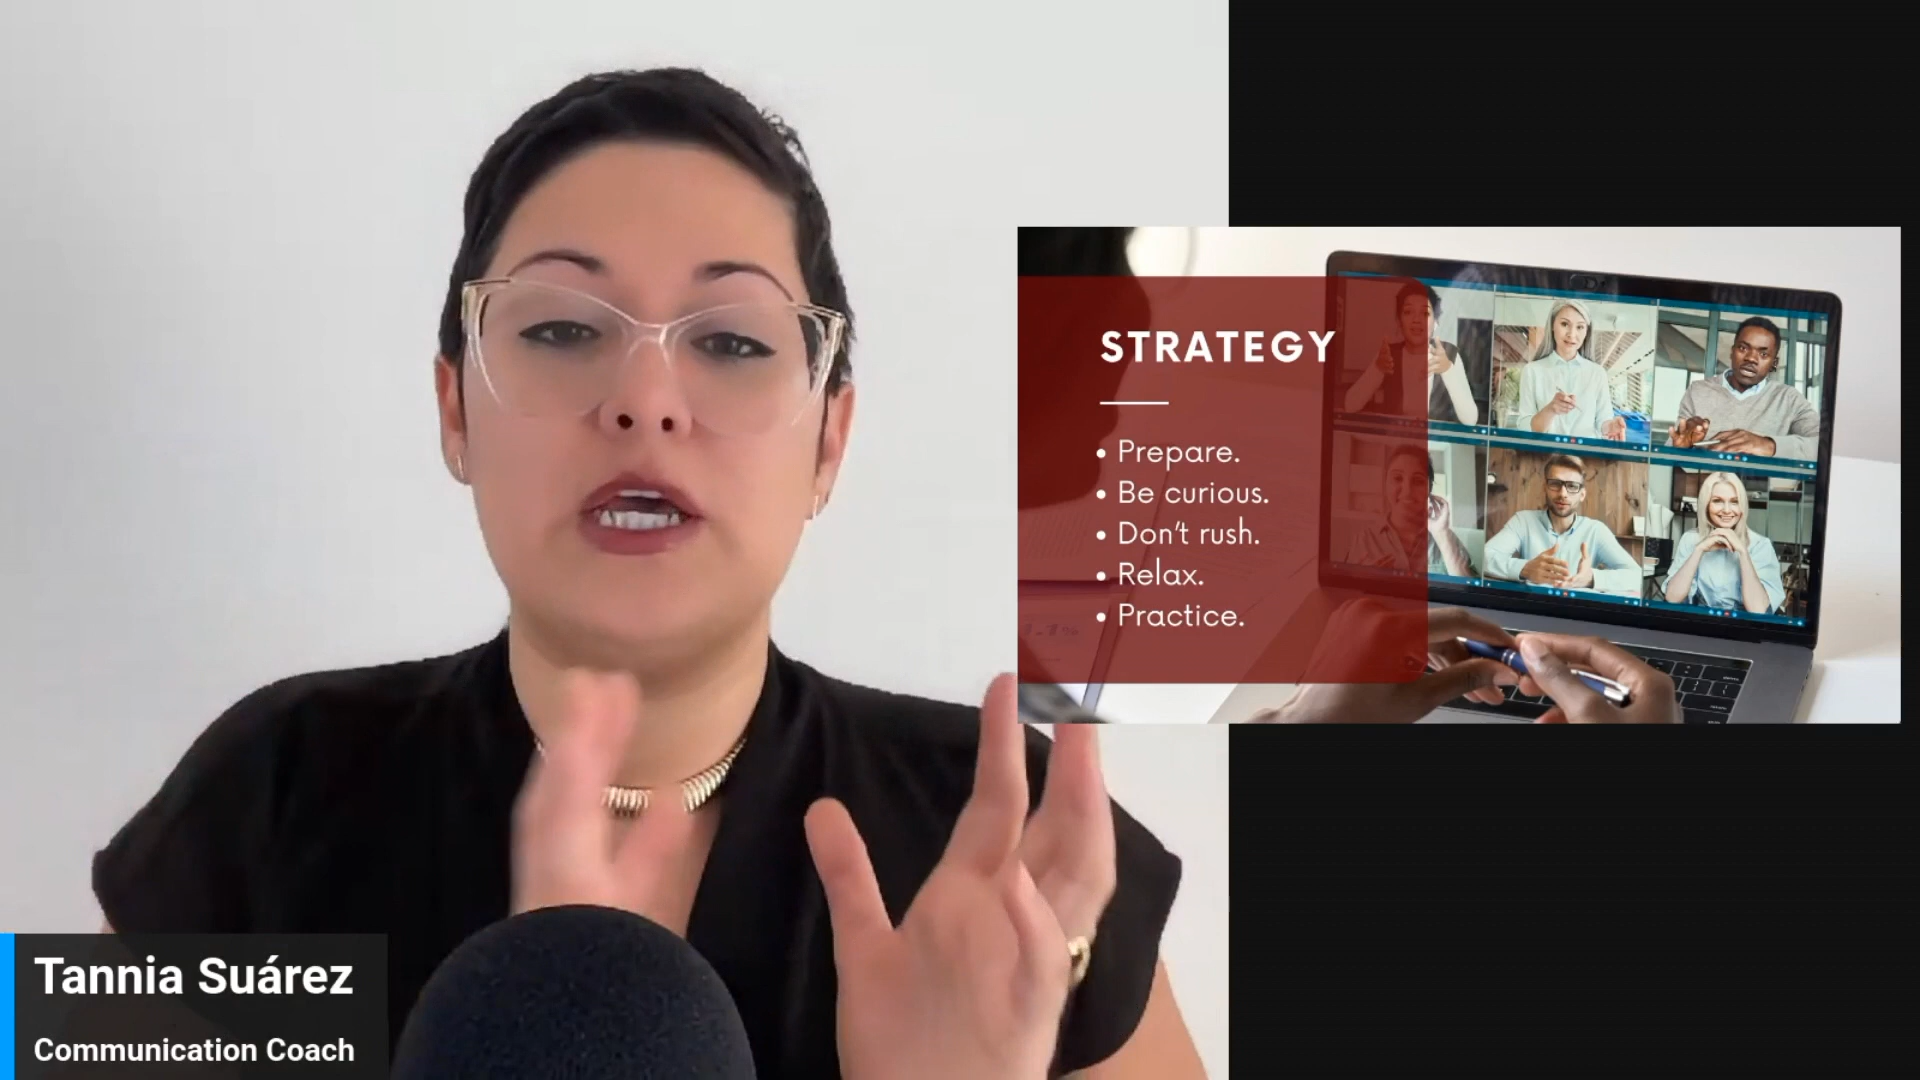 STRATEGY
• Prepare.
• Be curious.
• Don't rush.
• Relax.
• Practice.
Tannia Suárez
Communication Coach